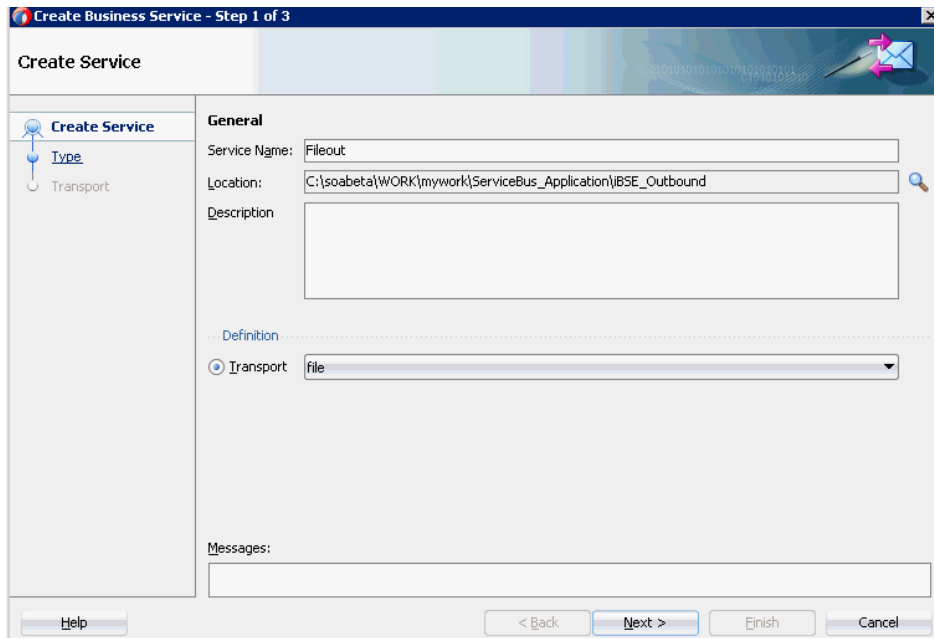 Create Business Service - Step 1 of 3
Create Service
Create Service
Type
Transport
General
Service Name: Fileout
Location: C:\soabeta\WORK\mywork\ServiceBus_Application\iBSE_Outbound
Description
Definition
Transport file
Messages:
Help < Back Next > Finish Cancel